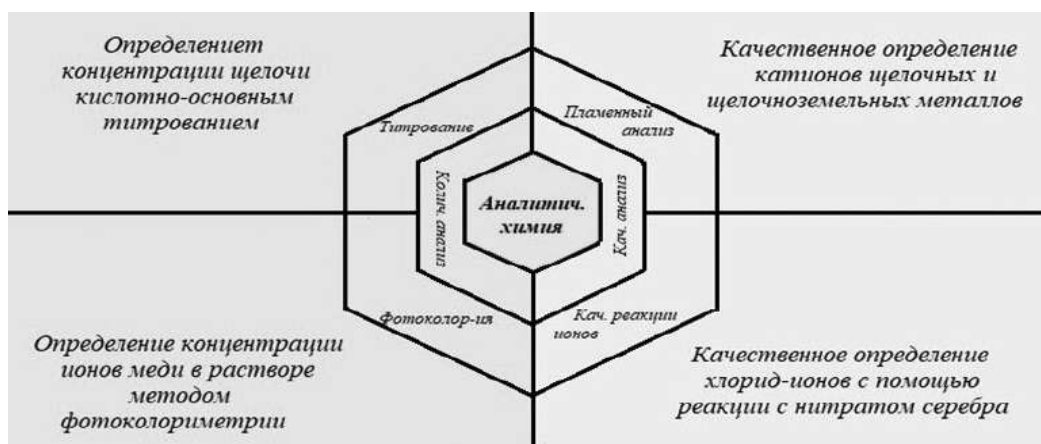 Определениет
концентрации щелочи
кислотно-основным
титрованием
Качественное определение
катионов щелочных и
щелочноземельных металлов
Титрование
Пламенный
анализ
Колич. анализ
Аналитич.
химия
Кач. анализ
Фотоколор-ия
Кач. реакции
ионов
Определение концентрации
ионов меди в растворе
методом
фотоколориметрии
Качественное определение
хлорид-ионов с помощью
реакции с нитратом серебра